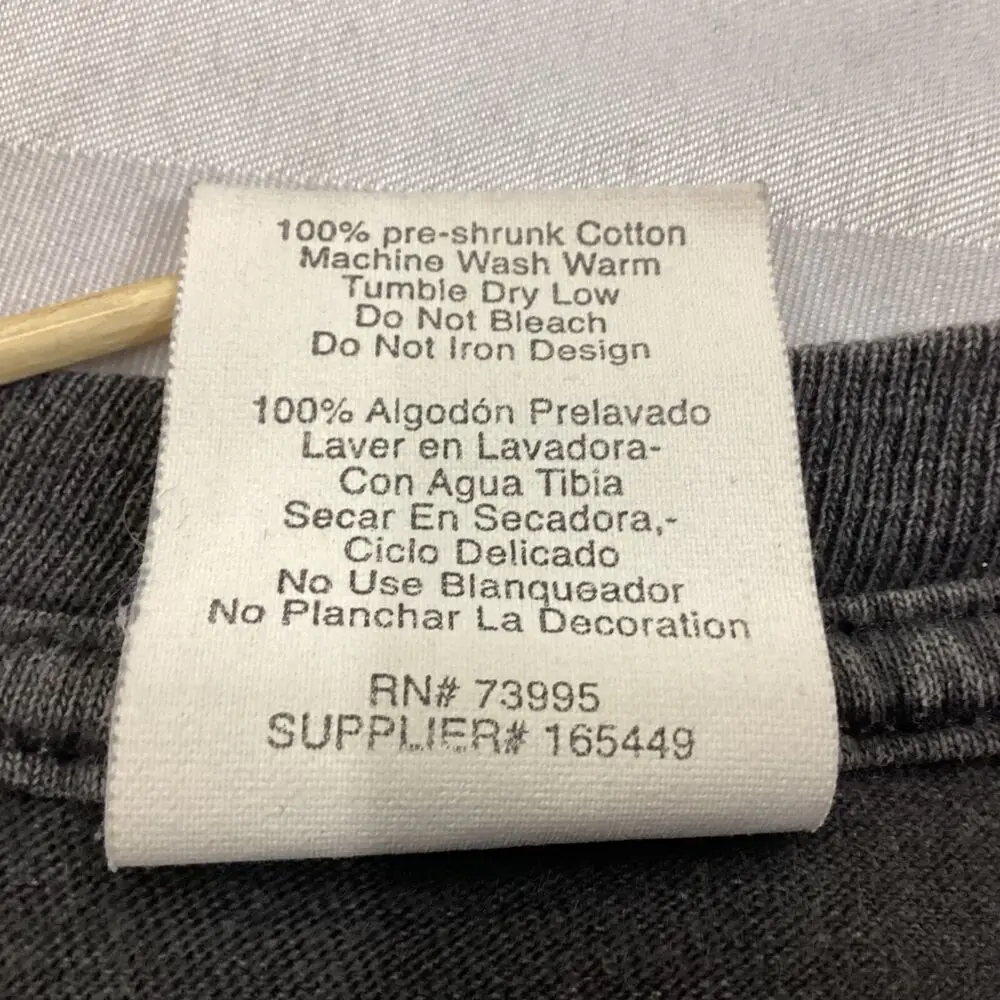 100% pre-shrunk Cotton
Machine Wash Warm
Tumble Dry Low
Do Not Bleach
Do Not Iron Design
100% Algodón Prelavado
Laver en Lavadora-
Con Agua Tibia
Secar En Secadora,-
Ciclo Delicado
No Use Blanqueador
No Planchar La Decoration
RN# 73995
SUPPLIER# 165449